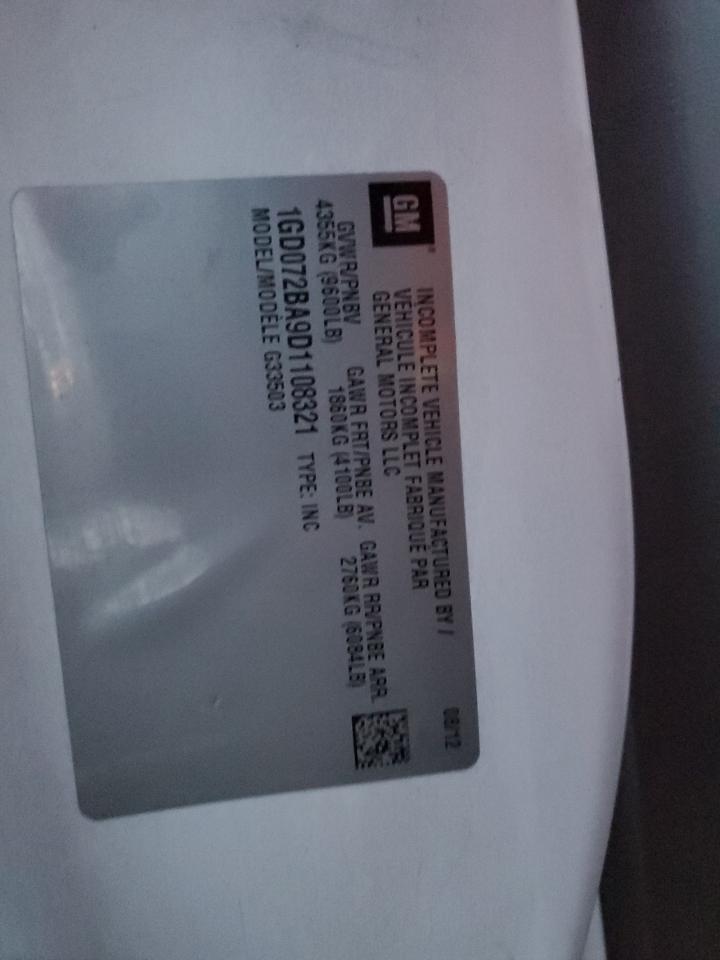 GM
INCOMPLETE VEHICLE MANUFACTURED BY / 08/12
VEHICULE INCOMPLET FABRIQUÉ PAR
GENERAL MOTORS LLC
GVWR/PNBV GAWR FRT/PNBE AV. GAWR RR/PNBE ARR.
4355KG (9600LB) 1860KG (4100LB) 2760KG (6084LB)
1GD072BA9D1108321 TYPE: INC
MODEL/MODÈLE G33503